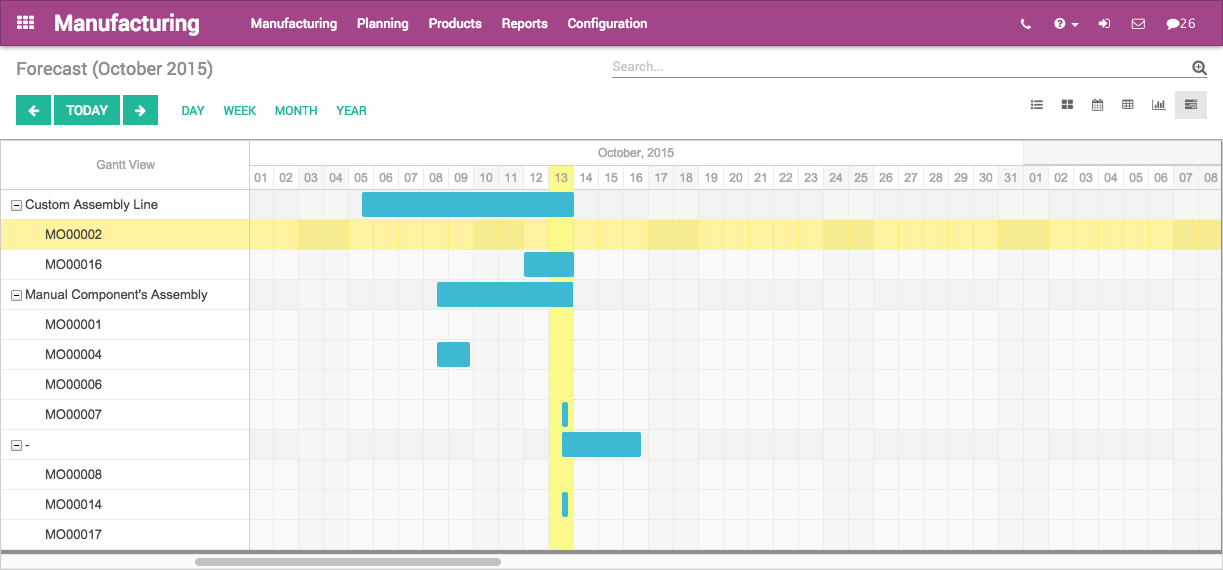 Manufacturing Manufacturing Planning Products Reports Configuration 26
Forecast (October 2015) Search...
TODAY DAY WEEK MONTH YEAR
Gantt View October, 2015
01 02 03 04 05 06 07 08 09 10 11 12 13 14 15 16 17 18 19 20 21 22 23 24 25 26 27 28 29 30 31 01 02 03 04 05 06 07 08
Custom Assembly Line
MO00002
MO00016
Manual Component's Assembly
MO00001
MO00004
MO00006
MO00007
-
MO00008
MO00014
MO00017